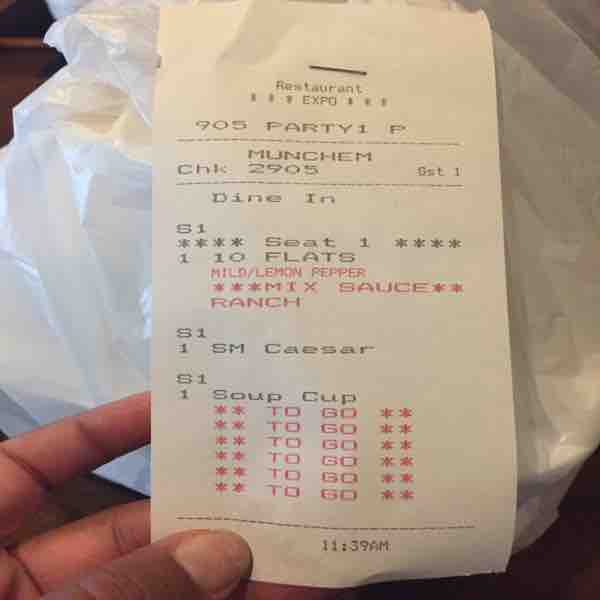 Restaurant
* * * EXPO * * *
905 PARTY1 P
MUNCHEM
Chk 2905 Gst 1
Dine In
S1
**** Seat 1 ****
1 10 FLATS
MILD/LEMON PEPPER
***MIX SAUCE**
RANCH
S1
1 SM Caesar
S1
1 Soup Cup
** TO GO **
** TO GO **
** TO GO **
** TO GO **
** TO GO **
** TO GO **
11:39AM